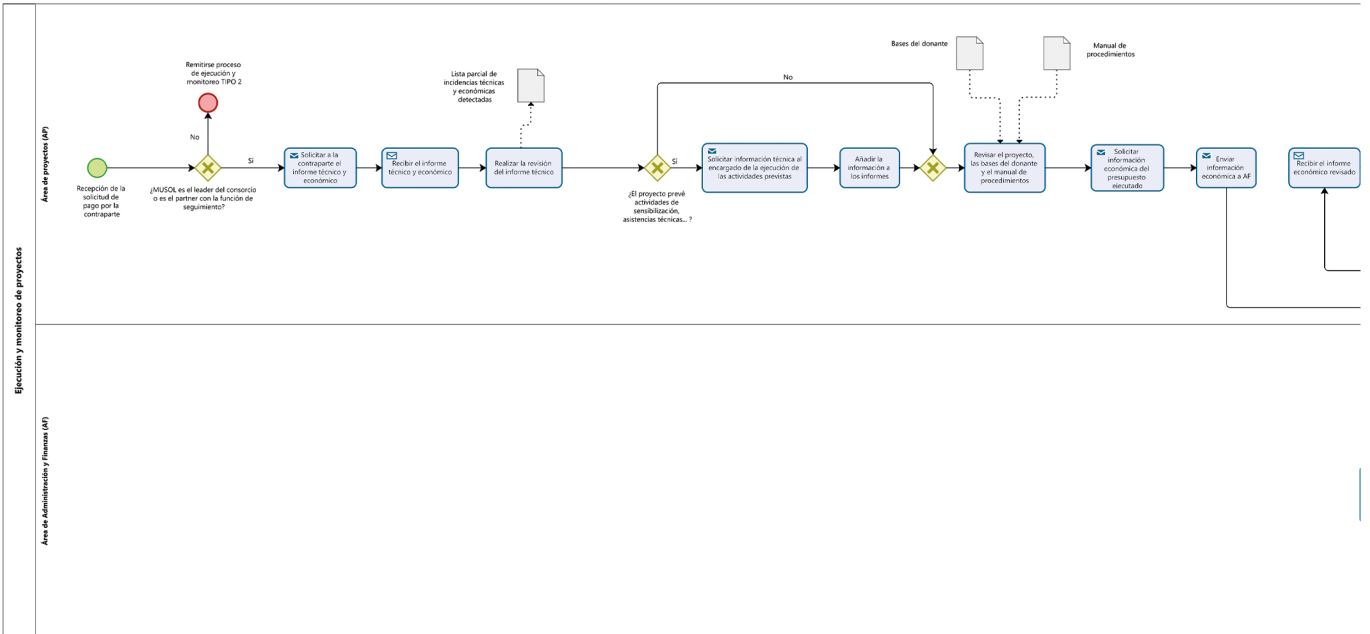 Ejecución y monitoreo de proyectos
Área de proyectos (AP)
Recepción de la
solicitud de
pago por la
contraparte
Remitirse proceso
de ejecución y
monitoreo TIPO 2
No
Sí
¿MUSOL es el leader del consorcio
o es el partner con la función de
seguimiento?
Solicitar a la
contraparte el
informe técnico y
económico
Recibir el informe
técnico y económico
Realizar la revisión
del informe técnico
Lista parcial de
incidencias técnicas
y económicas
detectadas
No
Sí
¿El proyecto prevé
actividades de
sensibilización,
asistencias técnicas... ?
Solicitar información técnica al
encargado de la ejecución de
las actividades previstas
Añadir la
información a
los informes
Bases del donante
Manual de
procedimientos
Revisar el proyecto,
las bases del donante
y el manual de
procedimientos
Solicitar
información
económica del
presupuesto
ejecutado
Enviar
información
económica a AF
Recibir el informe
económico revisado
Área de Administración y Finanzas (AF)